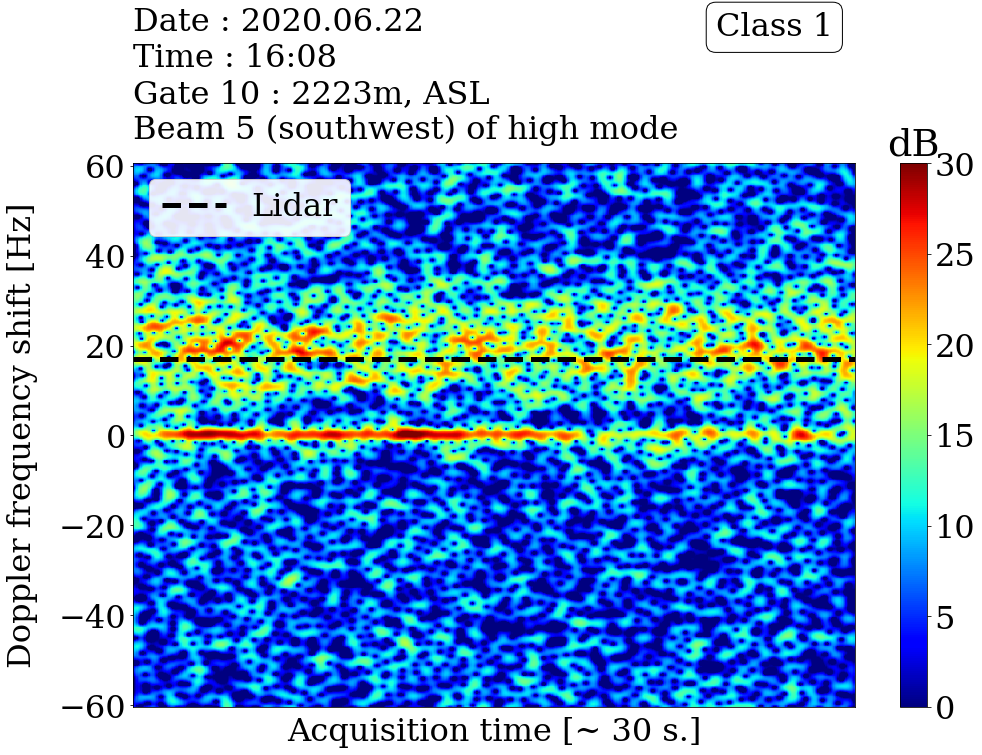 Date : 2020.06.22
Time : 16:08
Gate 10 : 2223m, ASL
Beam 5 (southwest) of high mode
Class 1
dB
Lidar
Doppler frequency shift [Hz]
60
40
20
0
−20
−40
−60
30
25
20
15
10
5
0
Acquisition time [~ 30 s.]